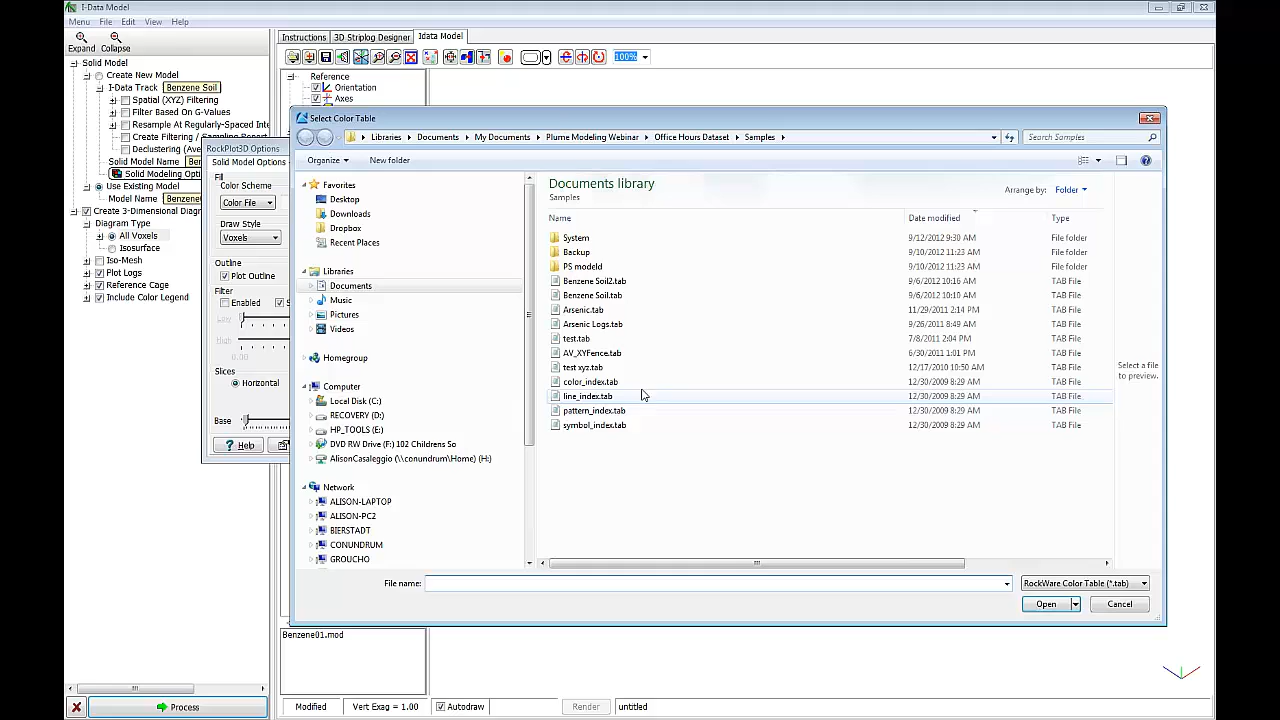 I-Data Model
Menu File Edit View Help
Expand Collapse
Solid Model
Create New Model
I-Data Track Benzene Soil
Spatial (XYZ) Filtering
Filter Based On G-Values
Resample At Regularly-Spaced Inte
Create Filtering / Sampling Report
Declustering (Ave
Solid Model Name
Solid Modeling Opti
Use Existing Model
Model Name Benzene
Create 3-Dimensional Diagr
Diagram Type
All Voxels
Isosurface
Iso-Mesh
Plot Logs
Reference Cage
Include Color Legend
Process
Instructions 3D Striplog Designer Idata Model
100%
Reference
Orientation
Axes
RockPlot3D Options
Solid Model Options
Fill
Color Scheme
Color File
Draw Style
Voxels
Outline
Plot Outline
Filter
Enabled
Low
High
0.00
Slices
Horizontal
Base
Help
Select Color Table
Libraries Documents My Documents Plume Modeling Webinar Office Hours Dataset Samples
Search Samples
Organize New folder
Favorites
Desktop
Downloads
Dropbox
Recent Places
Libraries
Documents
Music
Pictures
Videos
Homegroup
Computer
Local Disk (C:)
RECOVERY (D:)
HP_TOOLS (E:)
DVD RW Drive (F:) 102 Childrens So
AlisonCasaleggio (\\conundrum\Home) (H:)
Network
ALISON-LAPTOP
ALISON-PC2
BIERSTADT
CONUNDRUM
GROUCHO
Documents library
Samples
Arrange by: Folder
Name Date modified Type
System 9/12/2012 9:30 AM File folder
Backup 9/10/2012 11:23 AM File folder
PS modeld 9/10/2012 11:23 AM File folder
Benzene Soil2.tab 9/6/2012 10:16 AM TAB File
Benzene Soil.tab 9/6/2012 10:10 AM TAB File
Arsenic.tab 11/29/2011 2:14 PM TAB File
Arsenic Logs.tab 9/26/2011 8:49 AM TAB File
test.tab 7/8/2011 2:04 PM TAB File
AV_XYFence.tab 6/30/2011 1:01 PM TAB File
test xyz.tab 12/17/2010 10:50 AM TAB File
color_index.tab 12/30/2009 8:29 AM TAB File
line_index.tab 12/30/2009 8:29 AM TAB File
pattern_index.tab 12/30/2009 8:29 AM TAB File
symbol_index.tab 12/30/2009 8:29 AM TAB File
Select a file
to preview.
File name:
RockWare Color Table (*.tab)
Open Cancel
Benzene01.mod
Modified Vert Exag = 1.00 Autodraw Render untitled